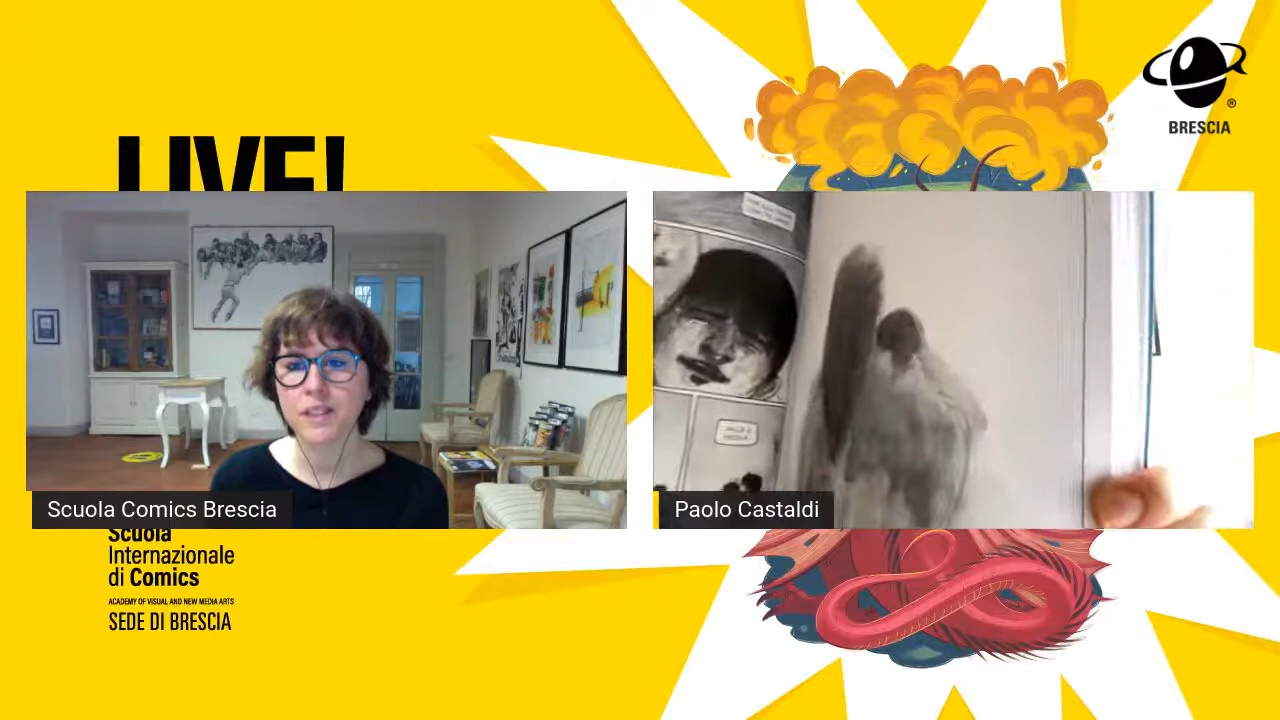 LIVE!
BRESCIA
Scuola Comics Brescia
Paolo Castaldi
Scuola
Internazionale
di Comics
ACADEMY OF VISUAL AND NEW MEDIA ARTS
SEDE DI BRESCIA